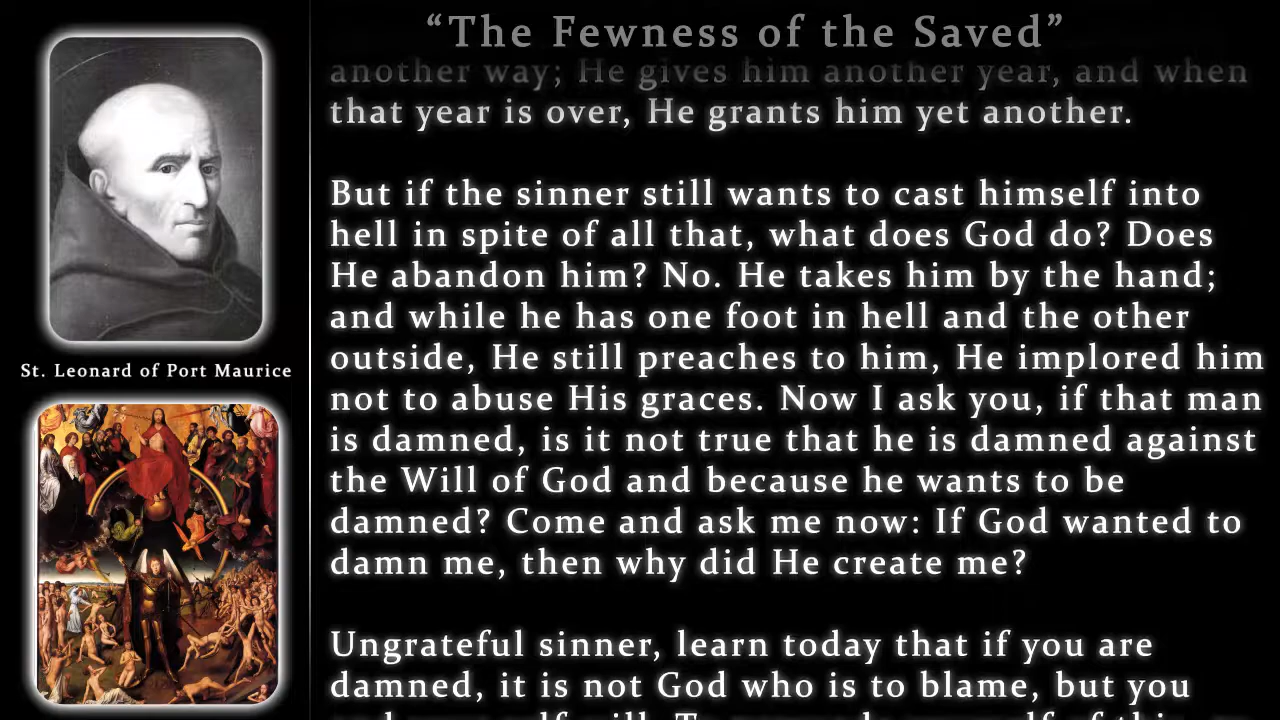 “The Fewness of the Saved”
another way; He gives him another year, and when
that year is over, He grants him yet another.
But if the sinner still wants to cast himself into
hell in spite of all that, what does God do? Does
He abandon him? No. He takes him by the hand;
and while he has one foot in hell and the other
outside, He still preaches to him, He implored him
not to abuse His graces. Now I ask you, if that man
is damned, is it not true that he is damned against
the Will of God and because he wants to be
damned? Come and ask me now: If God wanted to
damn me, then why did He create me?
Ungrateful sinner, learn today that if you are
damned, it is not God who is to blame, but you
St. Leonard of Port Maurice